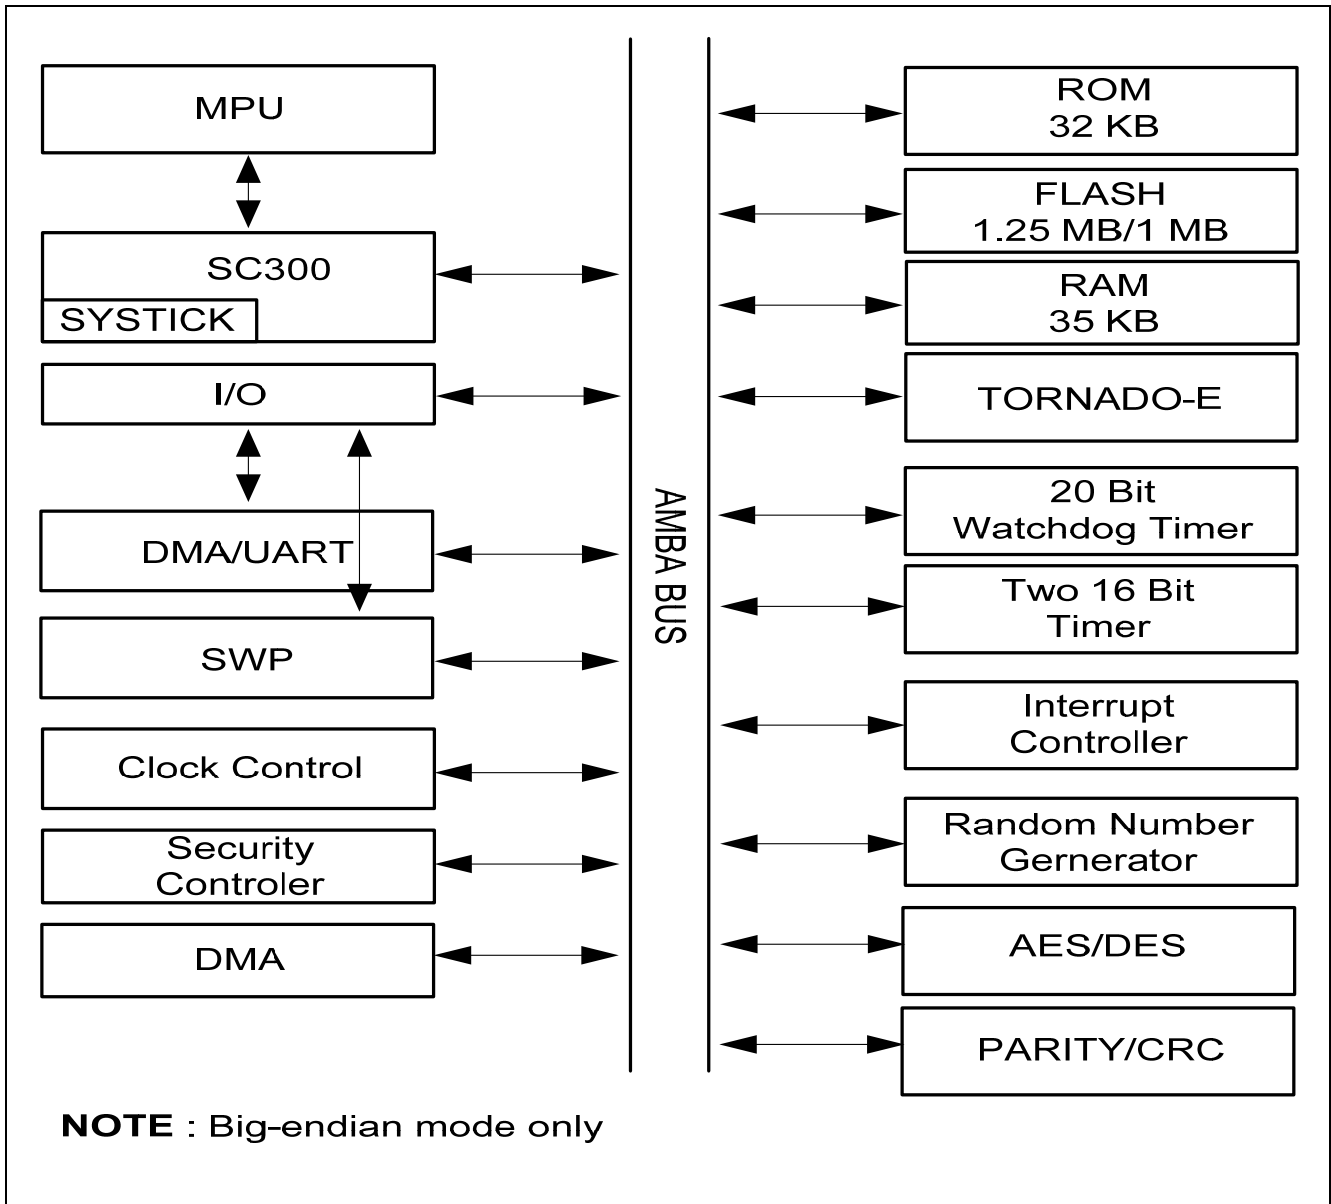 MPU
SC300
SYSTICK
I/O
DMA/UART
SWP
Clock Control
Security
Controler
DMA
AMBA BUS
ROM
32 KB
FLASH
1.25 MB/1 MB
RAM
35 KB
TORNADO-E
20 Bit
Watchdog Timer
Two 16 Bit
Timer
Interrupt
Controller
Random Number
Gernerator
AES/DES
PARITY/CRC
NOTE : Big-endian mode only